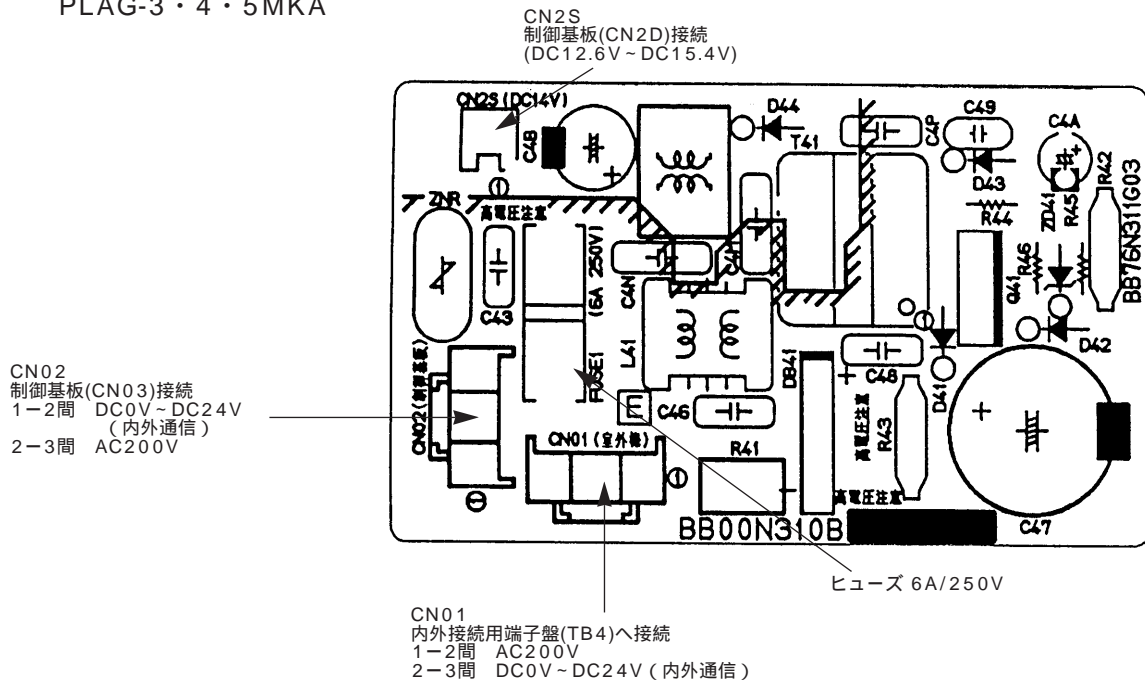 PLAG-3・4・5MKA
CN2S
制御基板(CN2D)接続
(DC12.6V~DC15.4V)
CN2S(DC14V)
C4B
D44
C4P
C49
C4A
T41
D43
R42
ZNR
高電圧注意
R44
ZD41
R45
BB76N311G03
(6A 250V)
C4N
R46
Q41
C43
FUSE1
L41
D42
DB41
C48
D41
CN02
制御基板(CN03)接続
1-2間 DC0V~DC24V
(内外通信)
2-3間 AC200V
CN02(制御基板)
E
C46
高電圧注意
R43
CN01(室外機)
R41
高電圧注意
BB00N310B
C47
ヒューズ 6A/250V
CN01
内外接続用端子盤(TB4)へ接続
1-2間 AC200V
2-3間 DC0V~DC24V(内外通信)